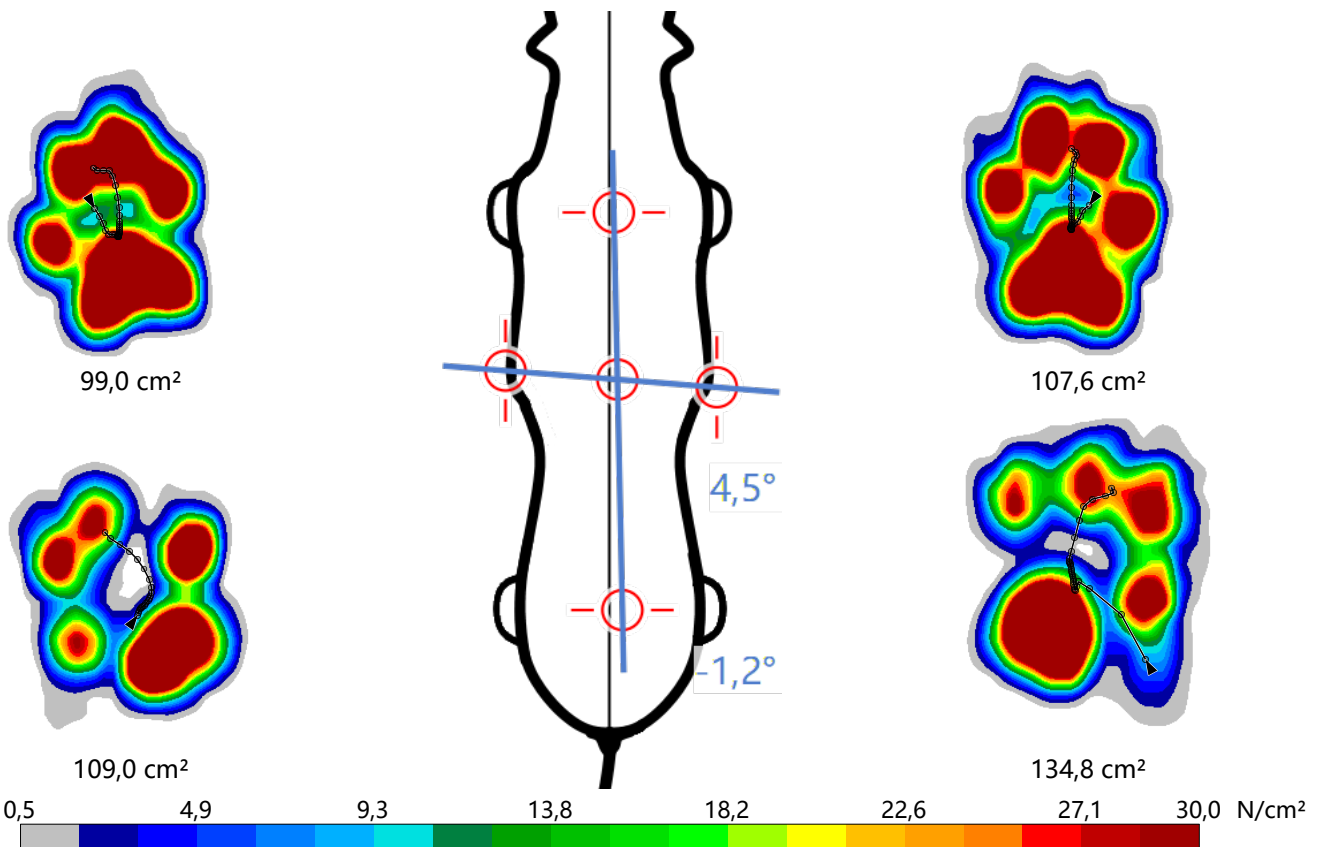 99,0 cm²
107,6 cm²
4,5°
-1,2°
109,0 cm²
134,8 cm²
0,5 4,9 9,3 13,8 18,2 22,6 27,1 30,0 N/cm²